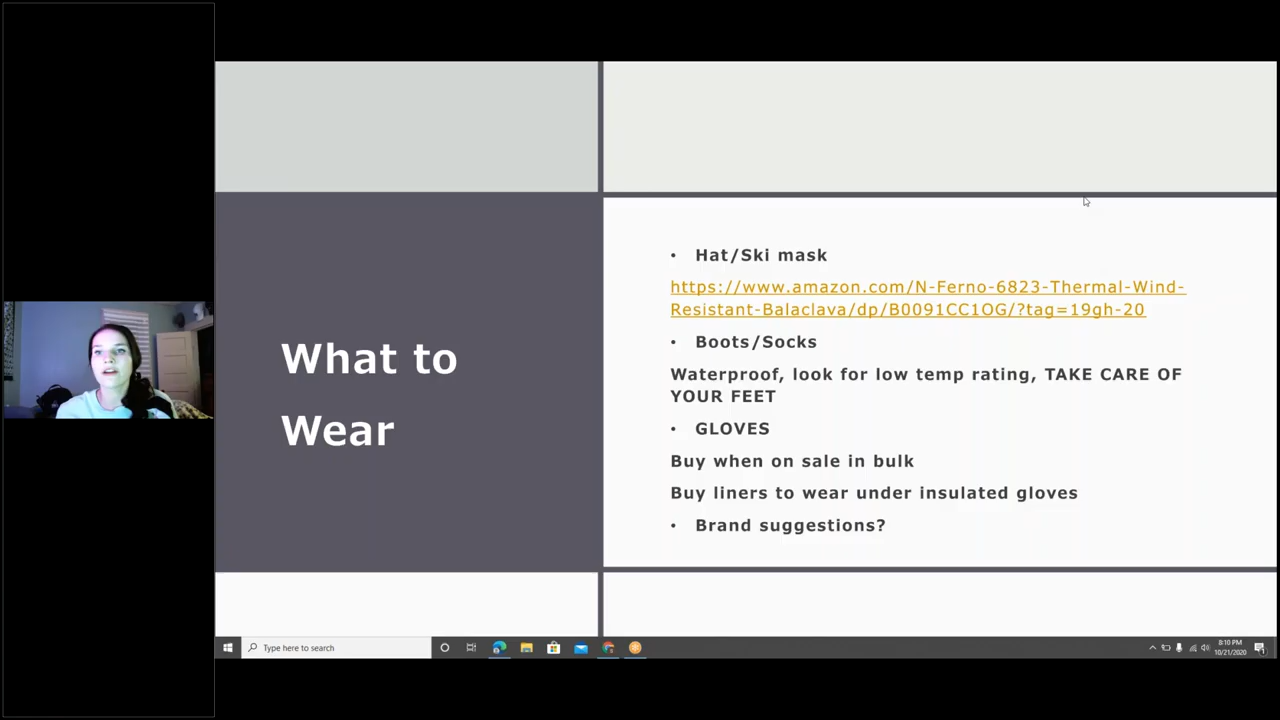 What to
Wear
• Hat/Ski mask
https://www.amazon.com/N-Ferno-6823-Thermal-Wind-
Resistant-Balaclava/dp/B0091CC1OG/?tag=19gh-20
• Boots/Socks
Waterproof, look for low temp rating, TAKE CARE OF
YOUR FEET
• GLOVES
Buy when on sale in bulk
Buy liners to wear under insulated gloves
• Brand suggestions?
Type here to search
8:10 PM
10/21/2020